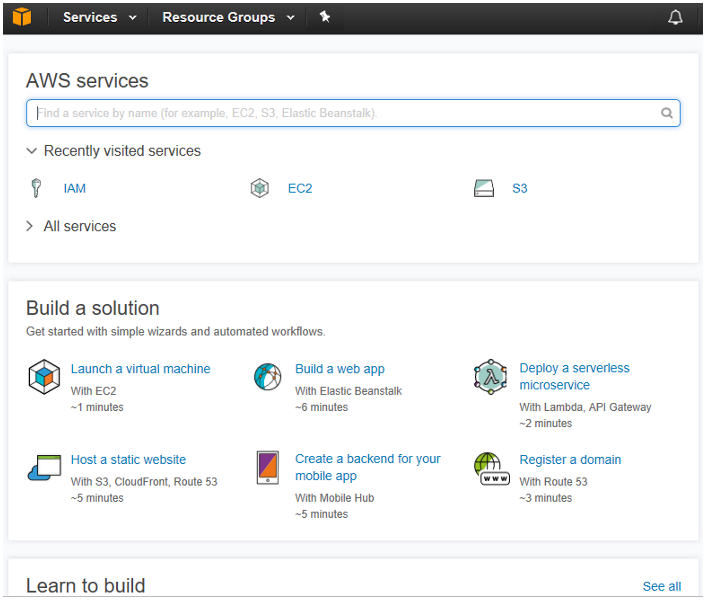 Services Resource Groups
AWS services
Find a service by name (for example, EC2, S3, Elastic Beanstalk).
Recently visited services
IAM EC2 S3
All services
Build a solution
Get started with simple wizards and automated workflows.
Launch a virtual machine
With EC2
~1 minutes
Build a web app
With Elastic Beanstalk
~6 minutes
Deploy a serverless
microservice
With Lambda, API Gateway
~2 minutes
Host a static website
With S3, CloudFront, Route 53
~5 minutes
Create a backend for your
mobile app
With Mobile Hub
~5 minutes
www
Register a domain
With Route 53
~3 minutes
Learn to build See all